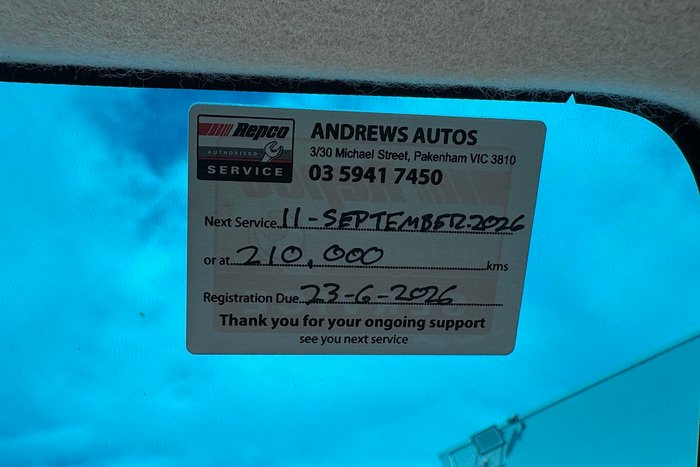 Repco
AUTHORISED
SERVICE
ANDREWS AUTOS
3/30 Michael Street, Pakenham VIC 3810
03 5941 7450
Next Service 11-SEPTEMBER.2026
or at 210,000 kms
Registration Due 23-6-2026
Thank you for your ongoing support
see you next service